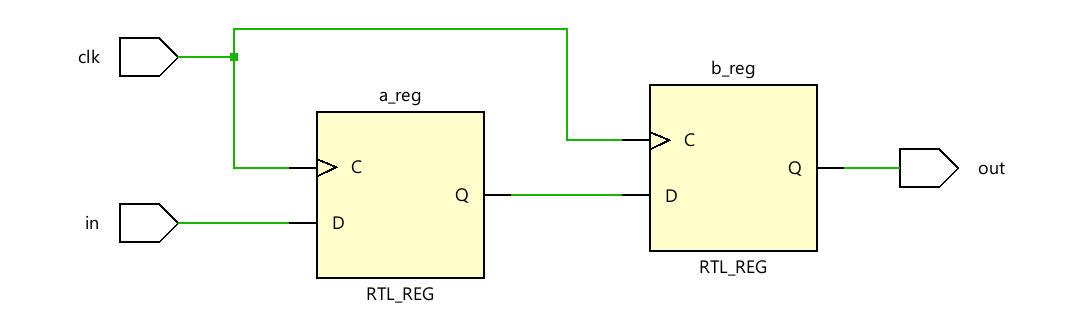 clk
a_reg
b_reg
C
Q
D
RTL_REG
C
Q
D
RTL_REG
in
out